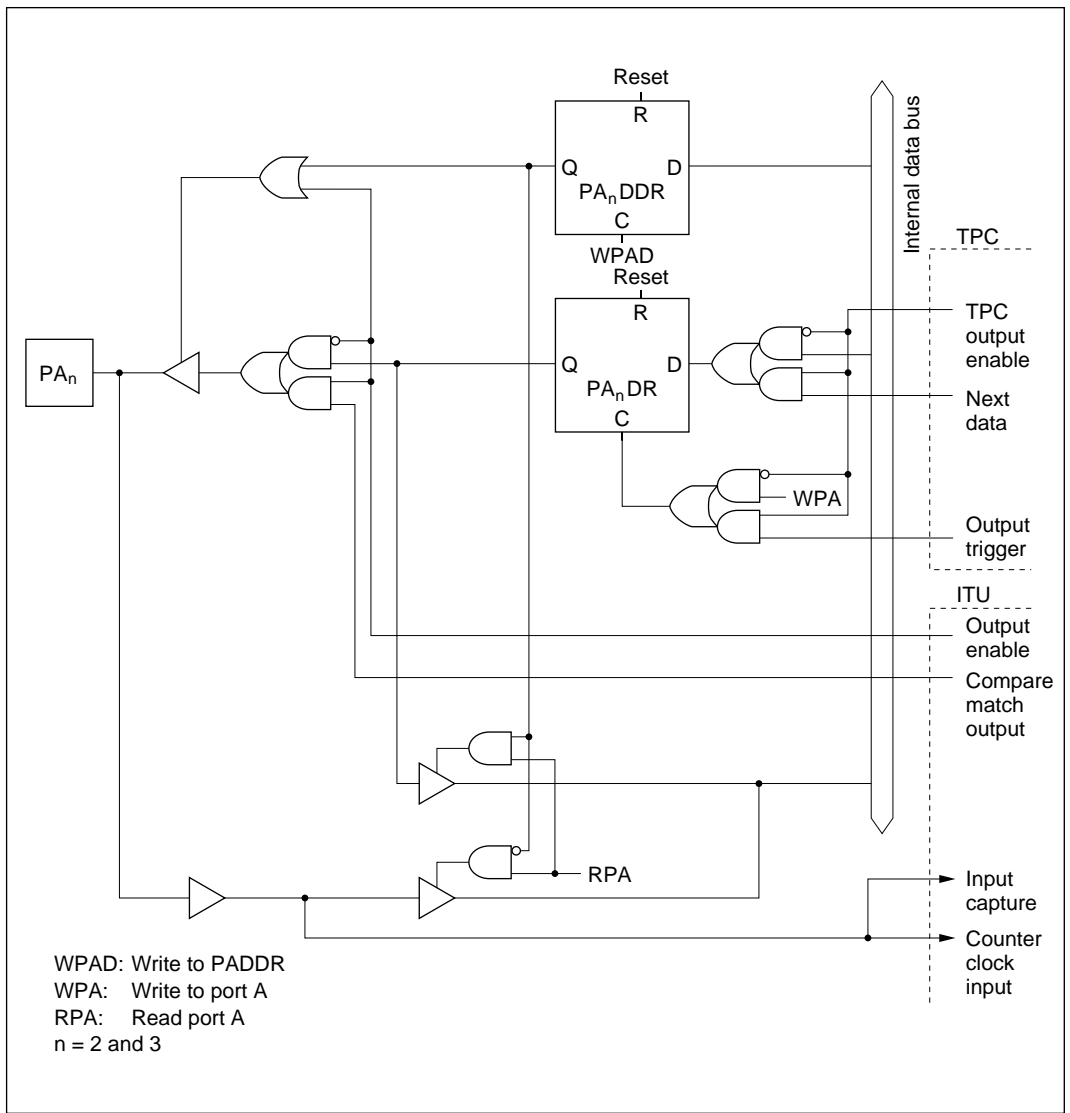 Reset
R
Q
D
PAnDDR
C
WPAD
Internal data bus
TPC
Reset
R
Q
D
PAnDR
C
TPC
output
enable
Next
data
WPA
Output
trigger
PAn
ITU
Output
enable
Compare
match
output
RPA
Input
capture
Counter
clock
input
WPAD: Write to PADDR
WPA: Write to port A
RPA: Read port A
n = 2 and 3